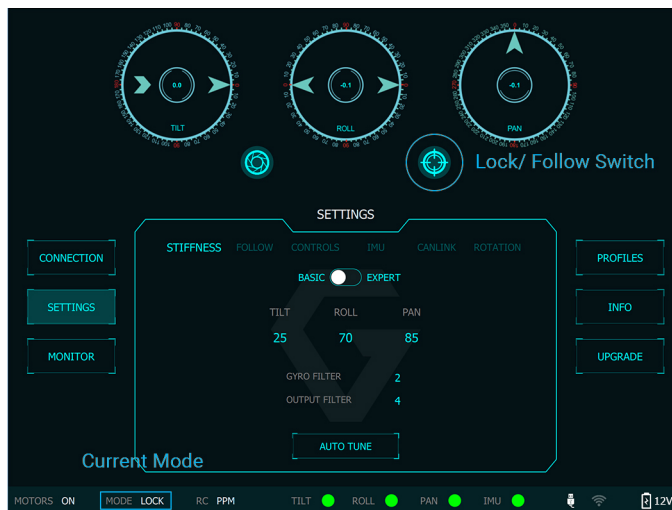 0.0
TILT
-0.1
ROLL
-0.1
PAN
Lock/ Follow Switch
SETTINGS
CONNECTION
SETTINGS
MONITOR
STIFFNESS FOLLOW CONTROLS IMU CANLINK ROTATION
BASIC EXPERT
TILT ROLL PAN
25 70 85
GYRO FILTER 2
OUTPUT FILTER 4
AUTO TUNE
PROFILES
INFO
UPGRADE
Current Mode
MOTORS ON MODE LOCK RC PPM TILT ROLL PAN IMU 12V